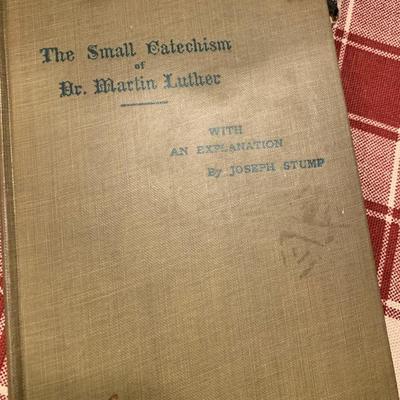 The Small Catechism
of
Dr. Martin Luther
WITH
AN EXPLANATION
By JOSEPH STUMP